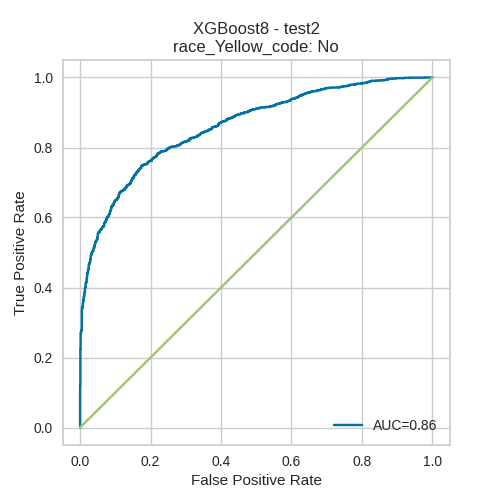 XGBoost8 - test2
race_Yellow_code: No
True Positive Rate
1.0
0.8
0.6
0.4
0.2
0.0
AUC=0.86
0.0 0.2 0.4 0.6 0.8 1.0
False Positive Rate